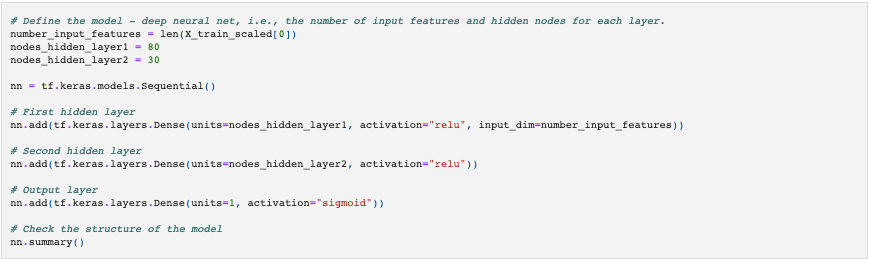 # Define the model - deep neural net, i.e., the number of input features and hidden nodes for each layer.
number_input_features = len(X_train_scaled[0])
nodes_hidden_layer1 = 80
nodes_hidden_layer2 = 30
nn = tf.keras.models.Sequential()
# First hidden layer
nn.add(tf.keras.layers.Dense(units=nodes_hidden_layer1, activation="relu", input_dim=number_input_features))
# Second hidden layer
nn.add(tf.keras.layers.Dense(units=nodes_hidden_layer2, activation="relu"))
# Output layer
nn.add(tf.keras.layers.Dense(units=1, activation="sigmoid"))
# Check the structure of the model
nn.summary()